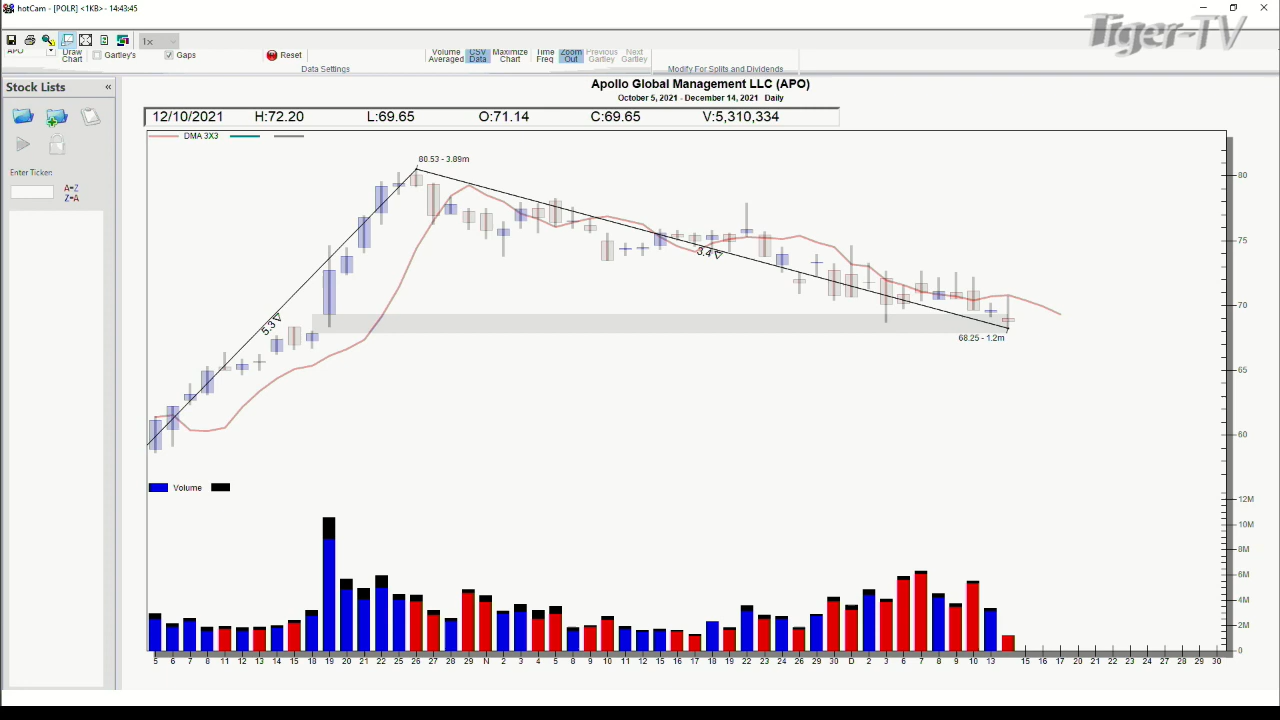 hotCam - [POLR] <1KB> - 14:43:45
Tiger-TV
1x
APO
Draw Chart
Gartley's
Gaps
Reset
Volume Averaged
CSV Data
Maximize Chart
Time Freq
Zoom Out
Previous Gartley
Next Gartley
Data Settings
Modify For Splits and Dividends
Stock Lists «
Enter Ticker:
A=Z
Z=A
Apollo Global Management LLC (APO)
October 5, 2021 - December 14, 2021 Daily
12/10/2021 H:72.20 L:69.65 O:71.14 C:69.65 V:5,310,334
DMA 3X3
80.53 - 3.89m
80
75
3.4 V
70
5.3 V
68.25 - 1.2m
65
60
Volume
12M
10M
8M
6M
4M
2M
0
5 6 7 8 11 12 13 14 15 18 19 20 21 22 25 26 27 28 29 N 2 3 4 5 8 9 10 11 12 15 16 17 18 19 22 23 24 26 29 30 D 2 3 6 7 8 9 10 13 15 16 17 20 21 22 23 24 27 28 29 30